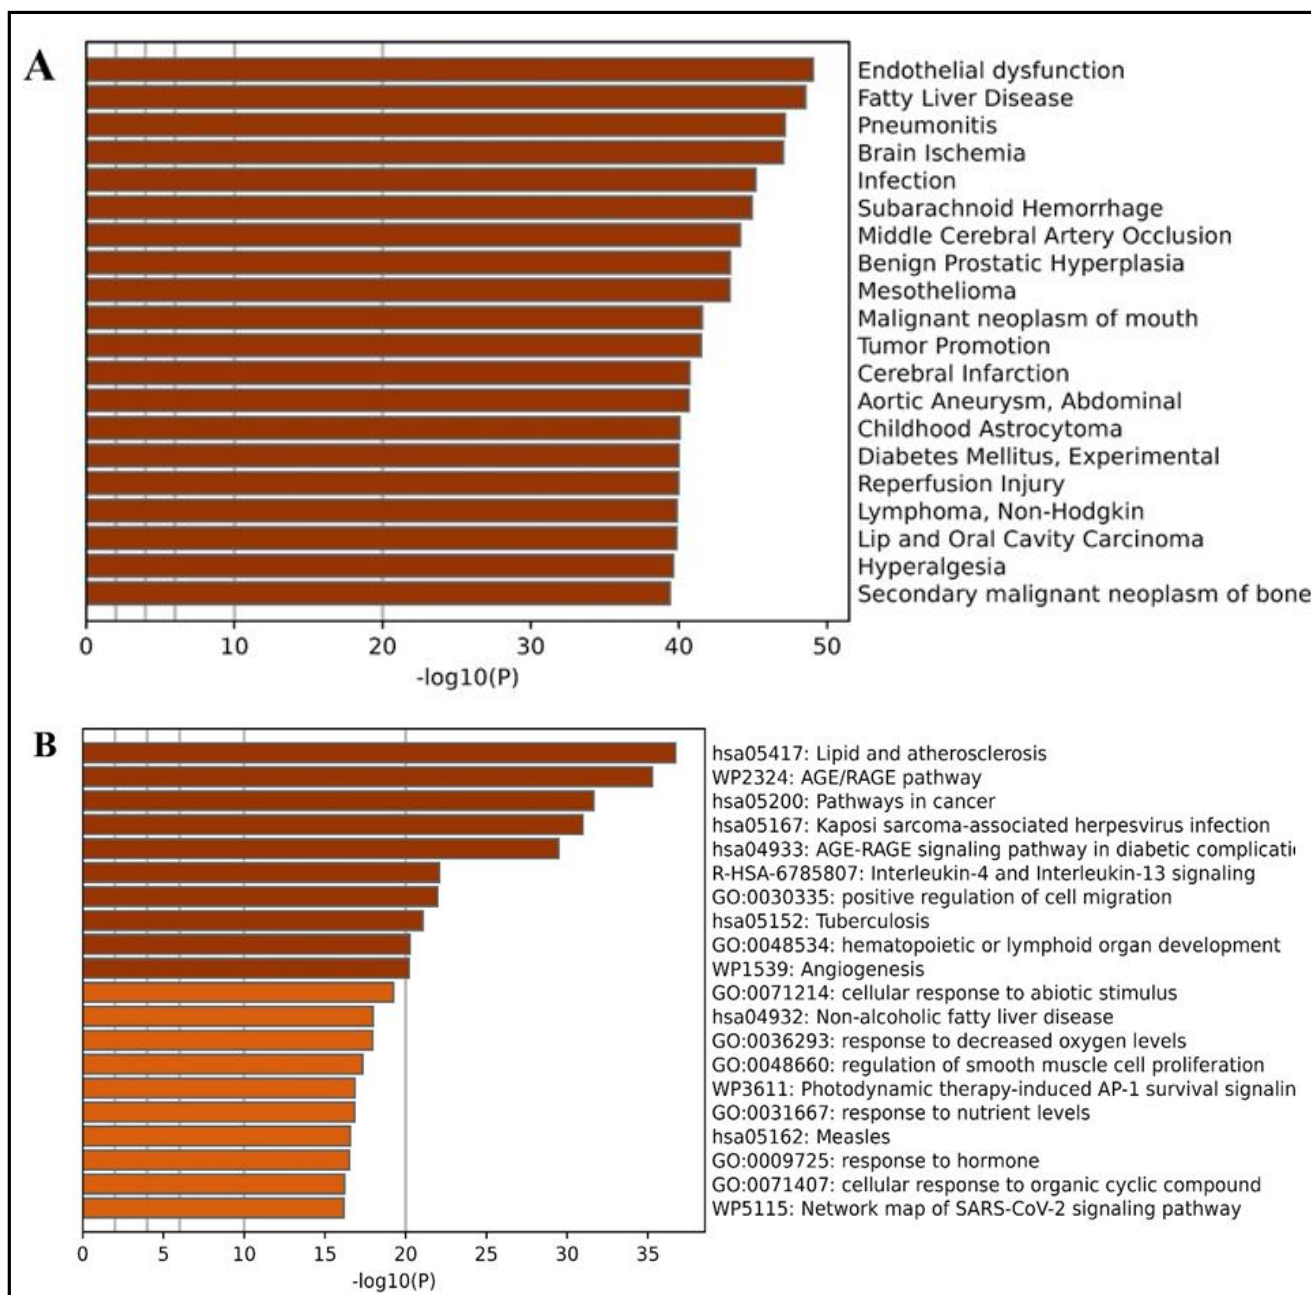 A
Endothelial dysfunction
Fatty Liver Disease
Pneumonitis
Brain Ischemia
Infection
Subarachnoid Hemorrhage
Middle Cerebral Artery Occlusion
Benign Prostatic Hyperplasia
Mesothelioma
Malignant neoplasm of mouth
Tumor Promotion
Cerebral Infarction
Aortic Aneurysm, Abdominal
Childhood Astrocytoma
Diabetes Mellitus, Experimental
Reperfusion Injury
Lymphoma, Non-Hodgkin
Lip and Oral Cavity Carcinoma
Hyperalgesia
Secondary malignant neoplasm of bone
0 10 20 30 40 50
-log10(P)
B
hsa05417: Lipid and atherosclerosis
WP2324: AGE/RAGE pathway
hsa05200: Pathways in cancer
hsa05167: Kaposi sarcoma-associated herpesvirus infection
hsa04933: AGE-RAGE signaling pathway in diabetic complicati
R-HSA-6785807: Interleukin-4 and Interleukin-13 signaling
GO:0030335: positive regulation of cell migration
hsa05152: Tuberculosis
GO:0048534: hematopoietic or lymphoid organ development
WP1539: Angiogenesis
GO:0071214: cellular response to abiotic stimulus
hsa04932: Non-alcoholic fatty liver disease
GO:0036293: response to decreased oxygen levels
GO:0048660: regulation of smooth muscle cell proliferation
WP3611: Photodynamic therapy-induced AP-1 survival signalin
GO:0031667: response to nutrient levels
hsa05162: Measles
GO:0009725: response to hormone
GO:0071407: cellular response to organic cyclic compound
WP5115: Network map of SARS-CoV-2 signaling pathway
0 5 10 15 20 25 30 35
-log10(P)